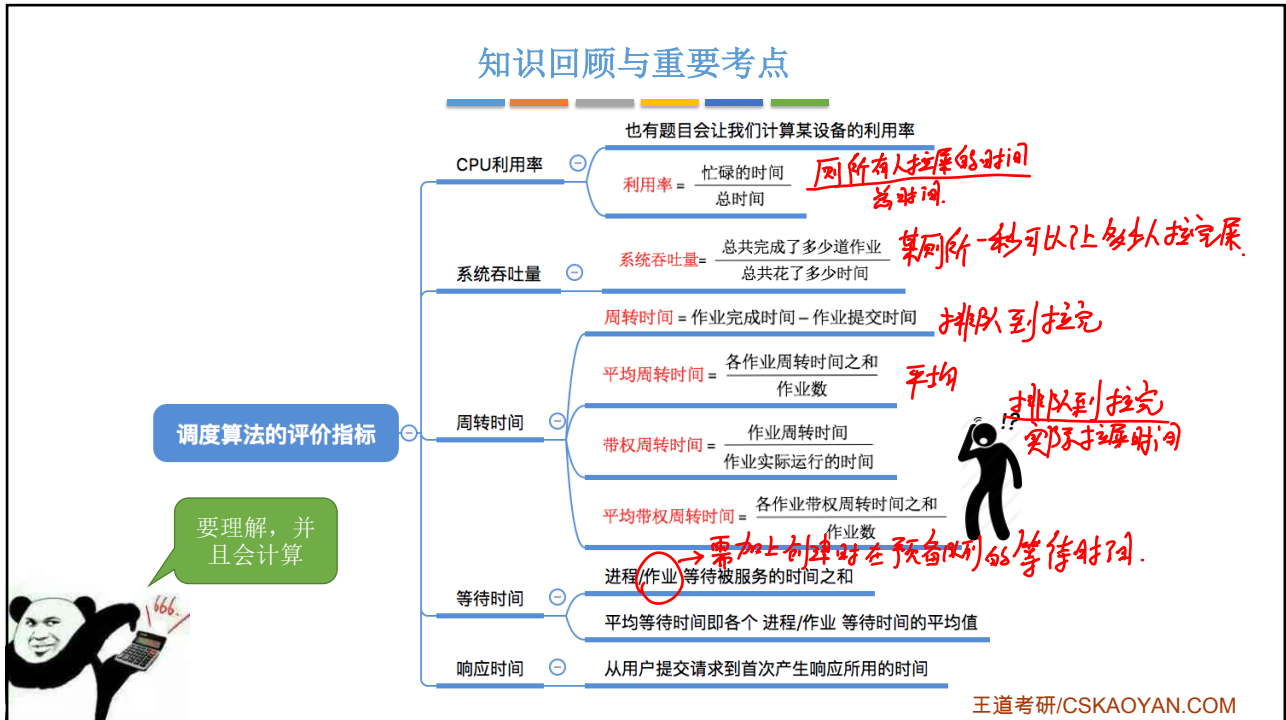 知识回顾与重要考点
也有题目会让我们计算某设备的利用率
CPU利用率
利用率 = 忙碌的时间
总时间
厕所有人拉屎的时间
总时间.
系统吞吐量
系统吞吐量= 总共完成了多少道作业
总共花了多少时间
某厕所一秒可以让多少人拉完屎.
周转时间
周转时间 = 作业完成时间 – 作业提交时间
排队到拉完
平均周转时间 = 各作业周转时间之和
作业数
平均
带权周转时间 = 作业周转时间
作业实际运行的时间
排队到拉完
实际拉屎时间
!?
平均带权周转时间 = 各作业带权周转时间之和
作业数
调度算法的评价指标
要理解，并
且会计算
666.
→ 需加上创建时在预备队列的等待时间.
等待时间
进程/作业 等待被服务的时间之和
平均等待时间即各个 进程/作业 等待时间的平均值
响应时间
从用户提交请求到首次产生响应所用的时间
王道考研/CSKAOYAN.COM